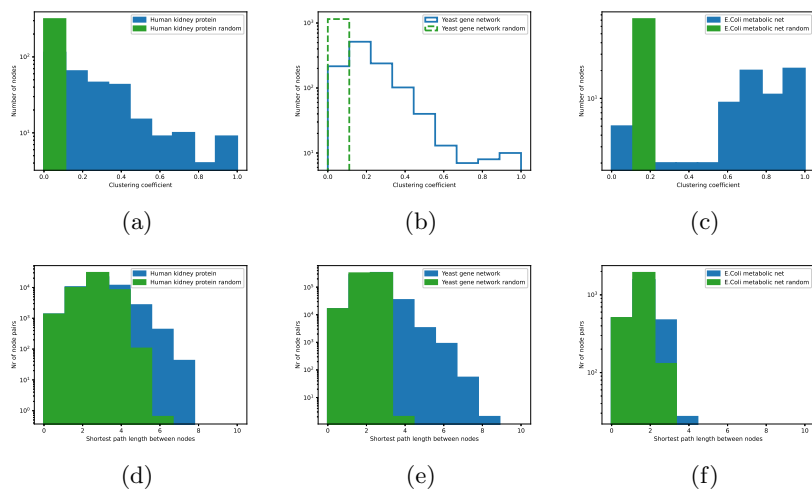 Human kidney protein
Human kidney protein random
Number of nodes
10²
10¹
0.0 0.2 0.4 0.6 0.8 1.0
Clustering coefficient
(a)
Yeast gene network
Yeast gene network random
Number of nodes
10³
10²
10¹
0.0 0.2 0.4 0.6 0.8 1.0
Clustering coefficient
(b)
E.Coli metabolic net
E.Coli metabolic net random
Number of nodes
10¹
0.0 0.2 0.4 0.6 0.8 1.0
Clustering coefficient
(c)
Human kidney protein
Human kidney protein random
Nr of node pairs
10⁴
10³
10²
10¹
10⁰
0 2 4 6 8 10
Shortest path length between nodes
(d)
Yeast gene network
Yeast gene network random
Nr of node pairs
10⁵
10⁴
10³
10²
10¹
0 2 4 6 8 10
Shortest path length between nodes
(e)
E.Coli metabolic net
E.Coli metabolic net random
Nr of node pairs
10³
10²
0 2 4 6 8 10
Shortest path length between nodes
(f)